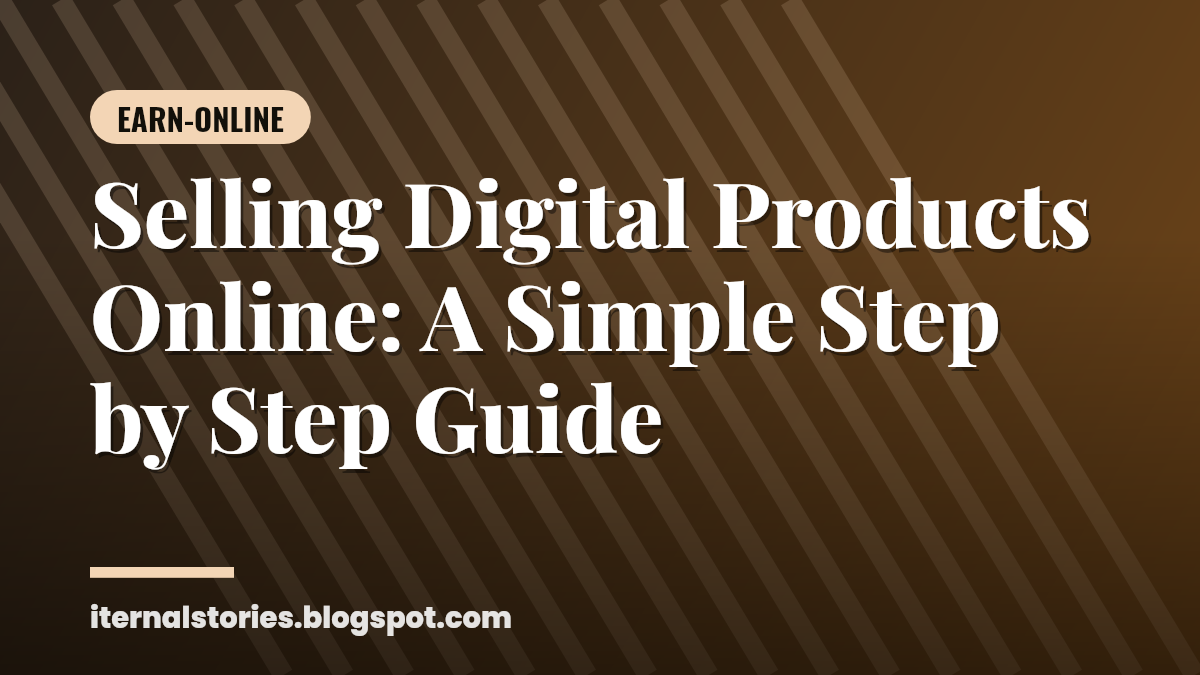 EARN-ONLINE
Selling Digital Products
Online: A Simple Step
by Step Guide
iternalstories.blogspot.com